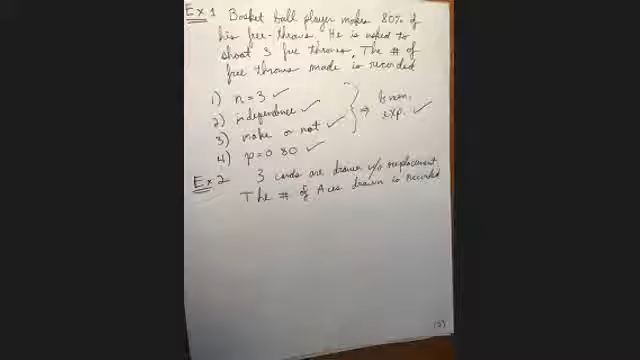 Ex 1 Basket ball player makes 80% of
his free-throws. He is asked to
shoot 3 free throws. The # of
free throws made is recorded
1) n = 3 ✓
2) independence ✓
3) make or not ✓
4) p = 0.80 ✓
⇒ binom. exp. ✓
Ex 2 3 cards are drawn w/o replacement.
The # of Aces drawn is recorded